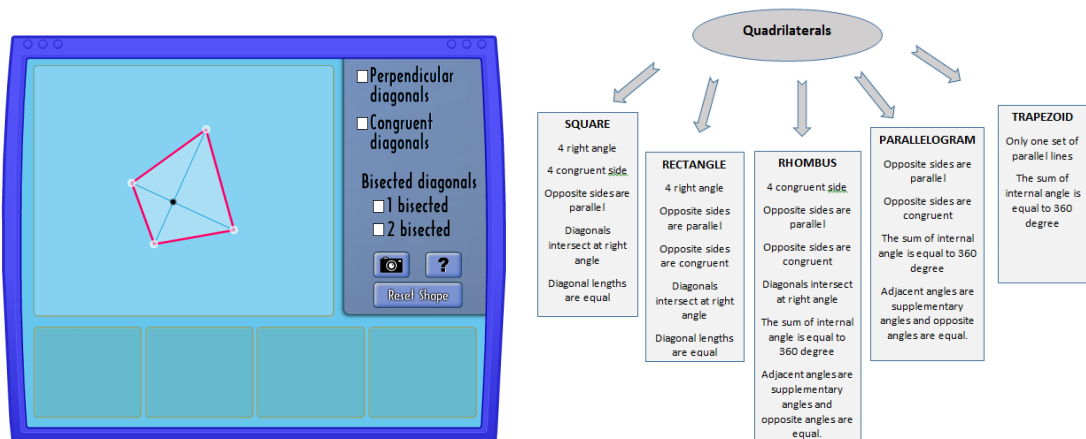 Perpendicular
diagonals
Congruent
diagonals
Bisected diagonals
1 bisected
2 bisected
?
Reset Shape
Quadrilaterals
SQUARE
4 right angle
4 congruent side
Opposite sides are
parallel
Diagonals
intersect at right
angle
Diagonal lengths
are equal
RECTANGLE
4 right angle
Opposite sides
are parallel
Opposite sides
are congruent
Diagonals
intersect at right
angle
Diagonal lengths
are equal
RHOMBUS
4 congruent side
Opposite sides are
parallel
Opposite sides are
congruent
Diagonals intersect
at right angle
The sum of internal
angle is equal to
360 degree
Adjacent angles are
supplementary
angles and
opposite angles are
equal.
PARALLELOGRAM
Opposite sides are
parallel
Opposite sides are
congruent
The sum of internal
angle is equal to 360
degree
Adjacent angles are
supplementary
angles and opposite
angles are equal.
TRAPEZOID
Only one set of
parallel lines
The sum of
internal angle is
equal to 360
degree